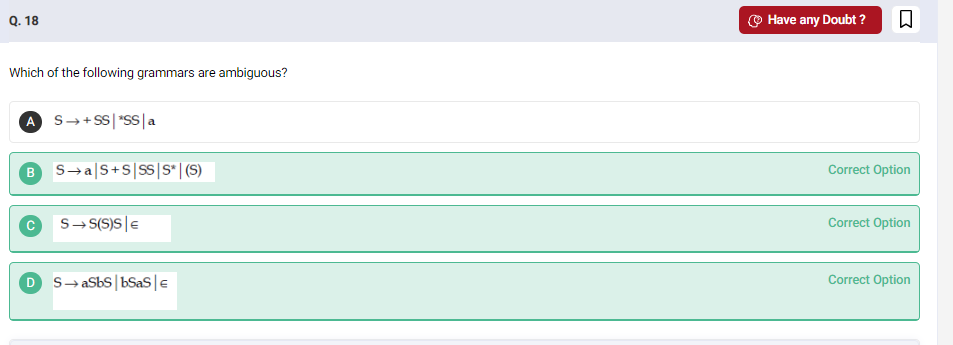 Q. 18
Have any Doubt ?
Which of the following grammars are ambiguous?
A S→+SS|*SS|a
B S→a|S+S|SS|S*|(S) Correct Option
C S→S(S)S|∈ Correct Option
D S→aSbS|bSaS|∈ Correct Option